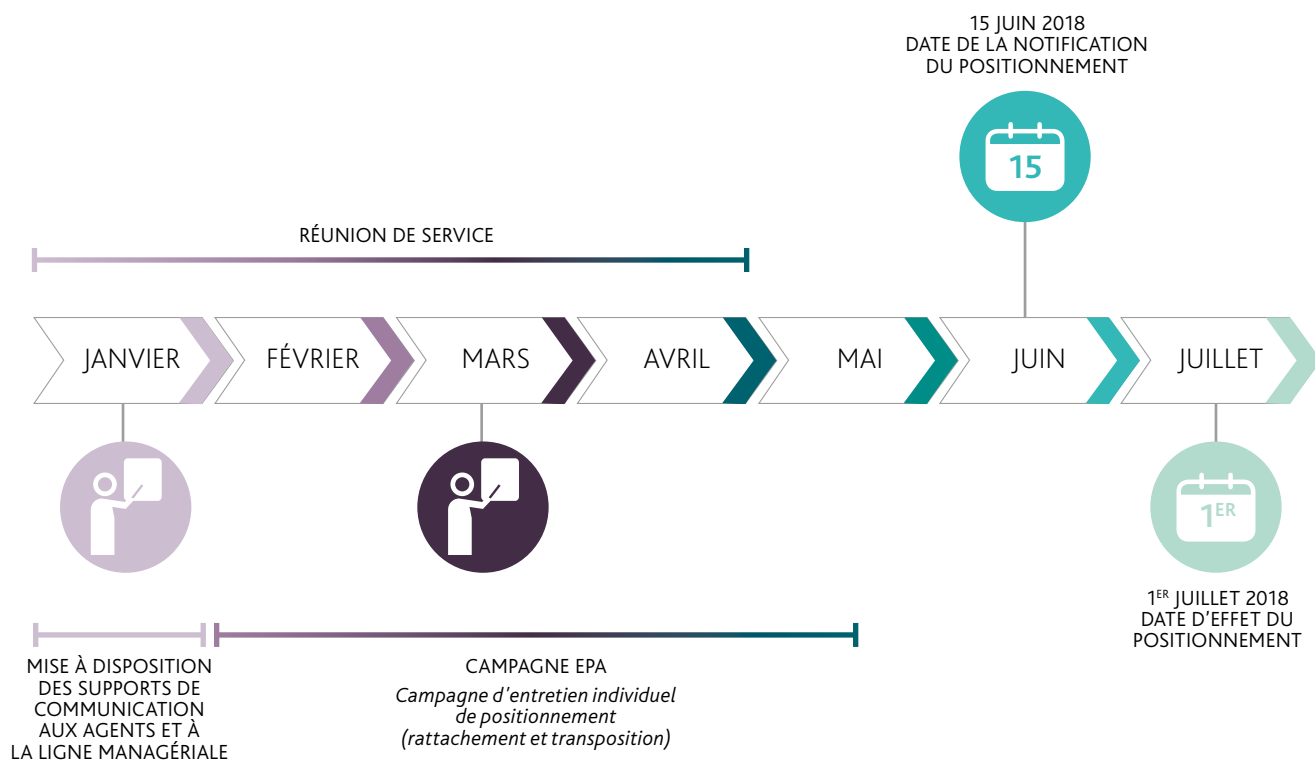 15 JUIN 2018
DATE DE LA NOTIFICATION
DU POSITIONNEMENT
15
RÉUNION DE SERVICE
JANVIER
FÉVRIER
MARS
AVRIL
MAI
JUIN
JUILLET
1ER
1ER JUILLET 2018
DATE D'EFFET DU
POSITIONNEMENT
MISE À DISPOSITION
DES SUPPORTS DE
COMMUNICATION
AUX AGENTS ET À
LA LIGNE MANAGÉRIALE
CAMPAGNE EPA
Campagne d'entretien individuel
de positionnement
(rattachement et transposition)